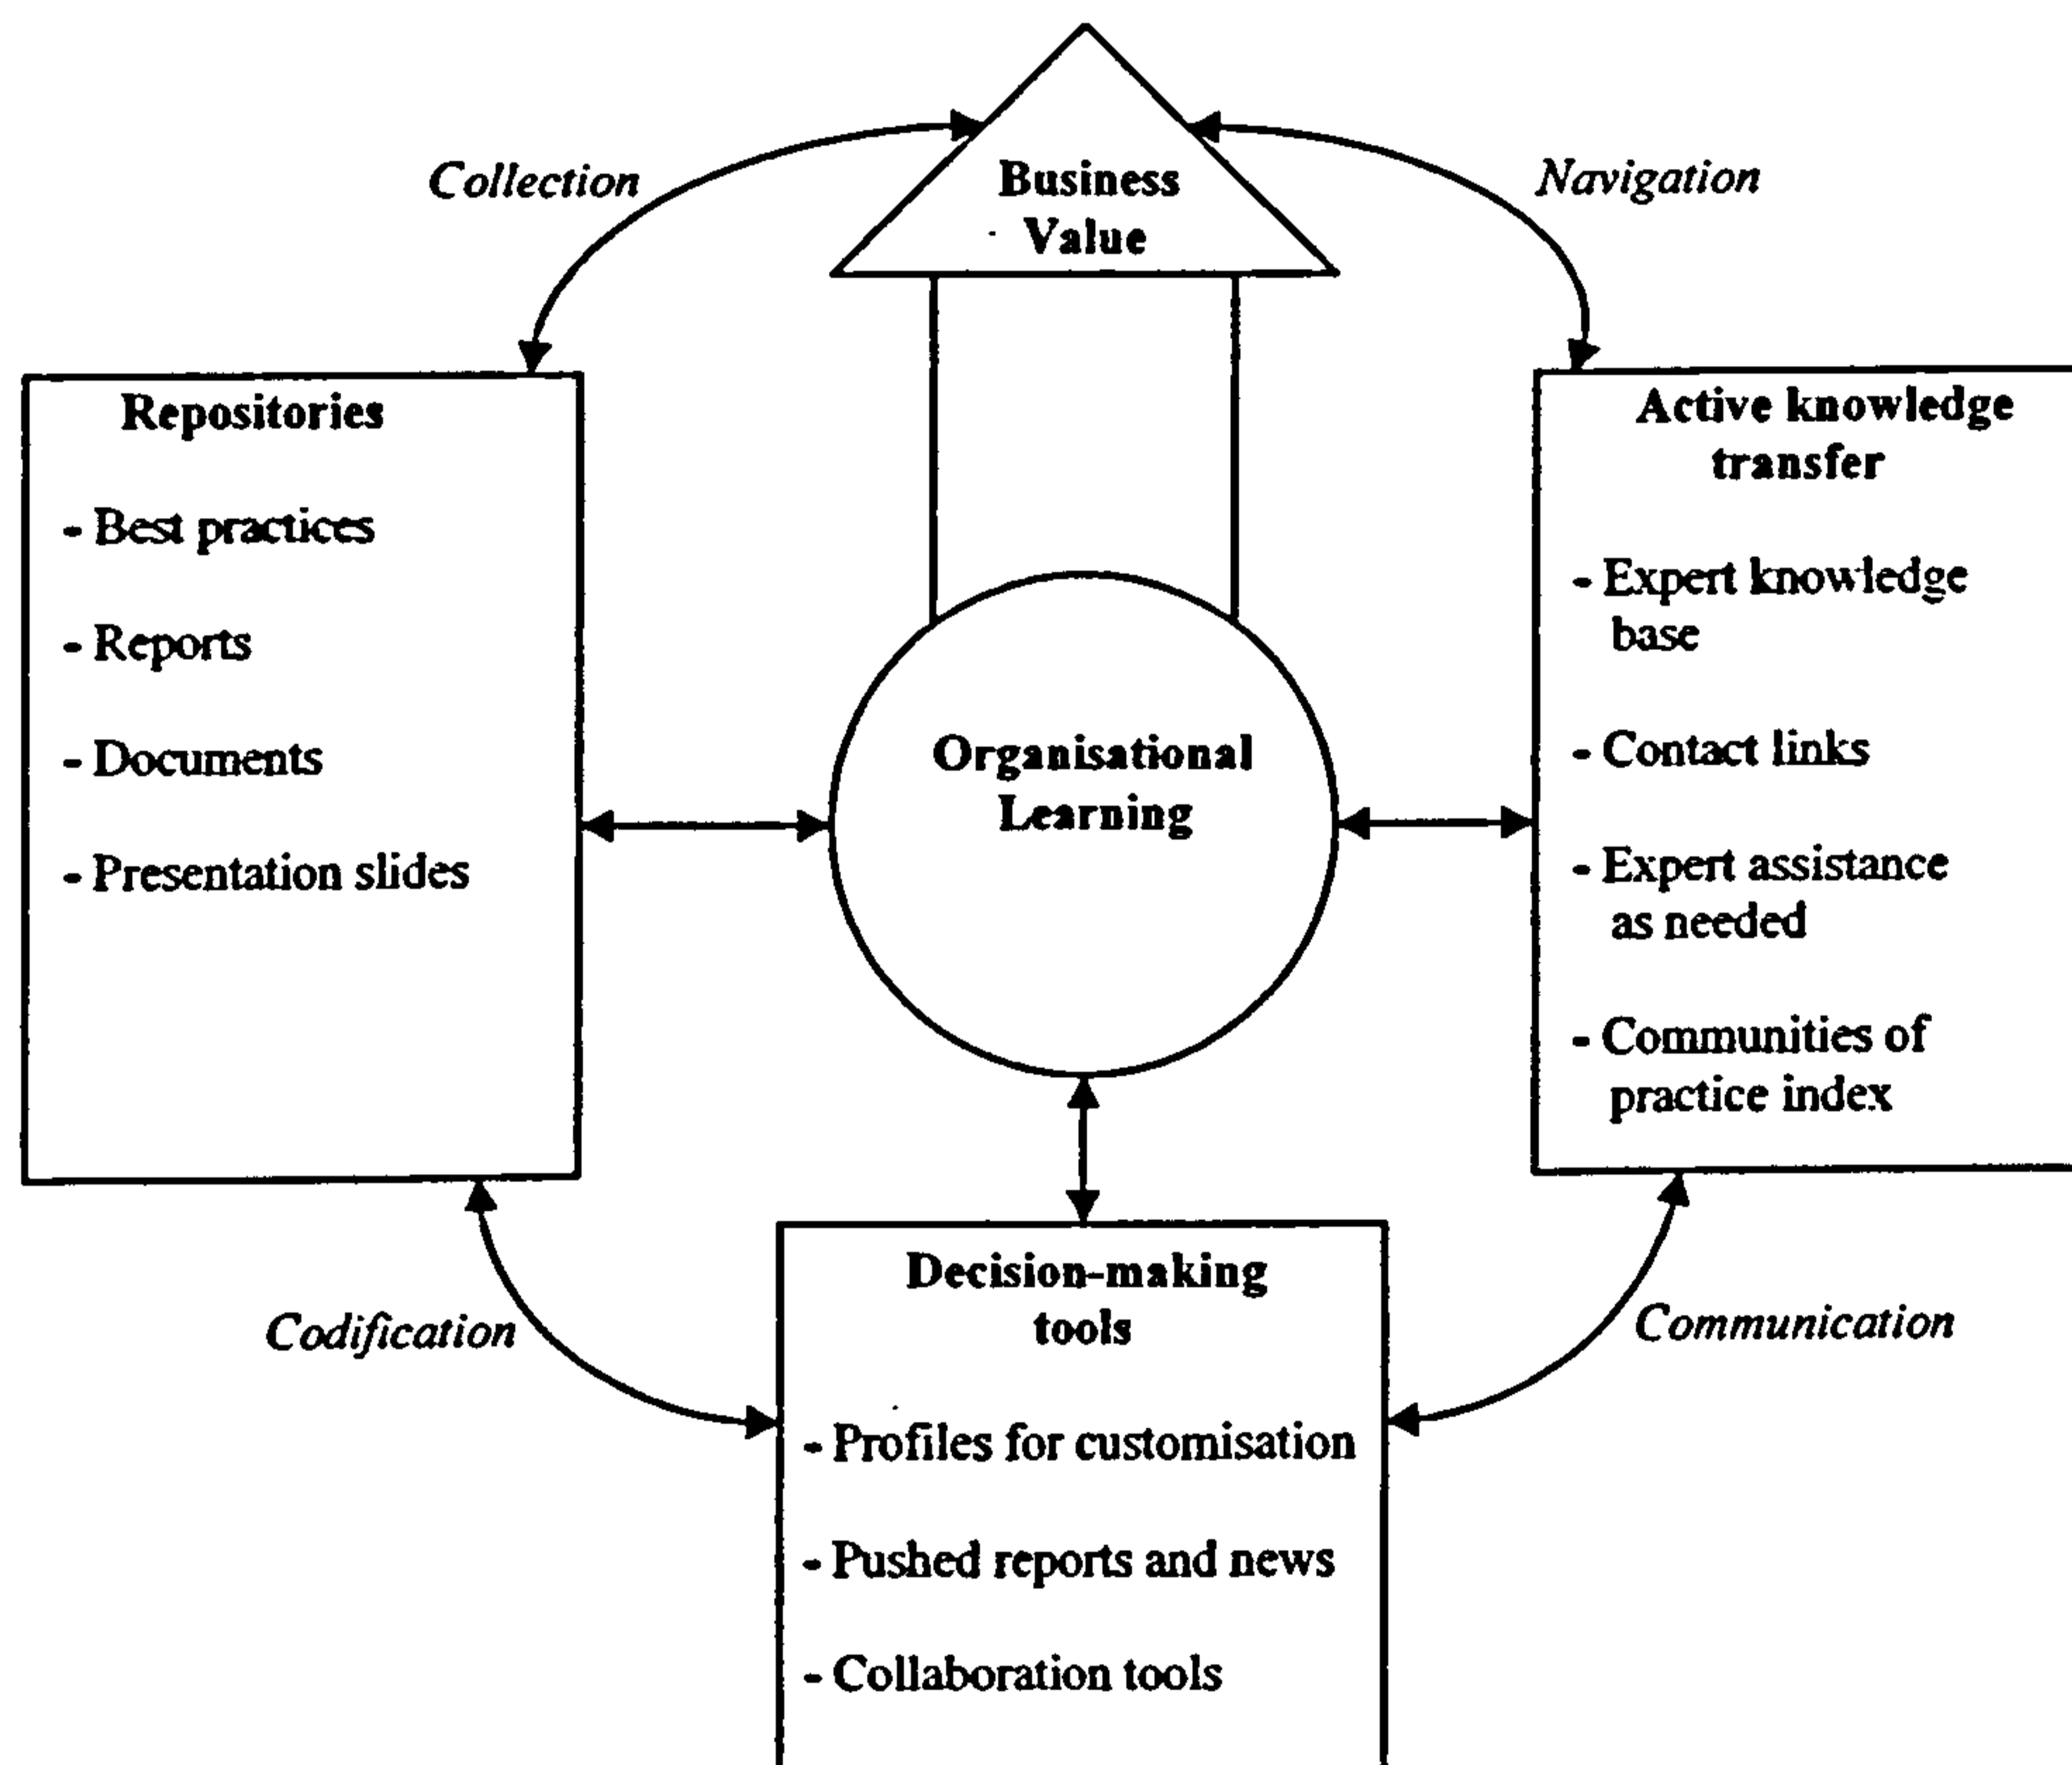 Business
Value
Collection
Navigation
Repositories
- Best practices
- Reports
- Documents
- Presentation slides
Active knowledge
transfer
- Expert knowledge
base
- Contact links
- Expert assistance
as needed
- Communities of
practice index
Organisational
Learning
Codification
Communication
Decision-making
tools
- Profiles for customisation
- Pushed reports and news
- Collaboration tools